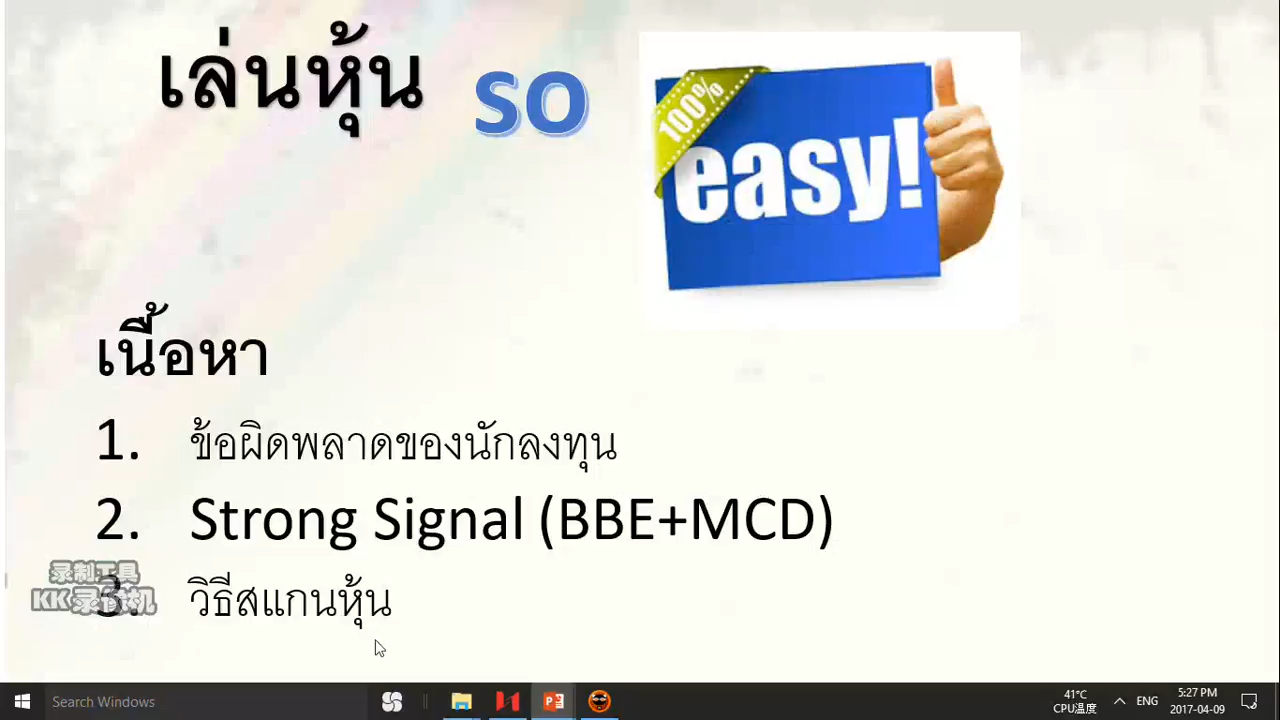 เล่นหุ้น so
100%
easy!
เนื้อหา
1. ข้อผิดพลาดของนักลงทุน
2. Strong Signal (BBE+MCD)
3. วิธีสแกนหุ้น
录制工具
KK录像机
Search Windows
41°C
CPU温度
ENG
5:27 PM
2017-04-09